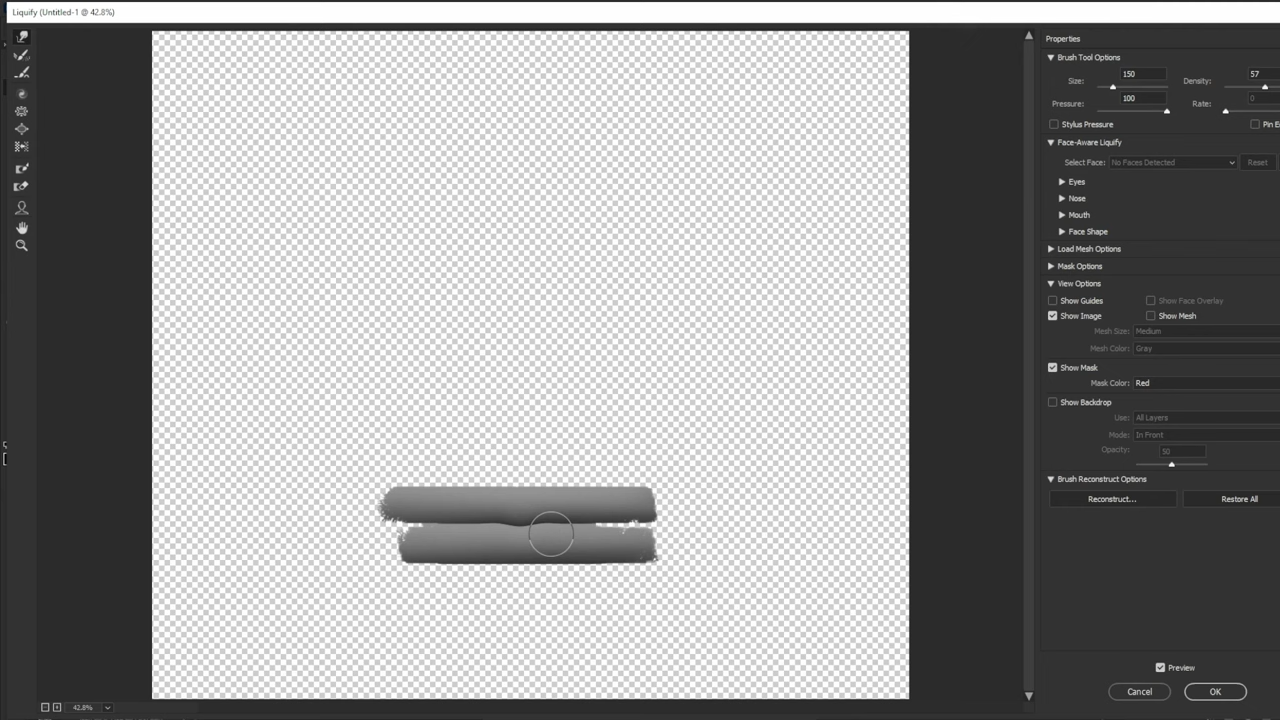 Liquify (Untitled-1 @ 42.8%)
Properties
Brush Tool Options
Size: 150 Density: 57
Pressure: 100 Rate: 0
Stylus Pressure Pin E
Face-Aware Liquify
Select Face: No Faces Detected Reset
Eyes
Nose
Mouth
Face Shape
Load Mesh Options
Mask Options
View Options
Show Guides Show Face Overlay
Show Image Show Mesh
Mesh Size: Medium
Mesh Color: Gray
Show Mask
Mask Color: Red
Show Backdrop
Use: All Layers
Mode: In Front
Opacity: 50
Brush Reconstruct Options
Reconstruct... Restore All
Preview
Cancel OK
42.8%